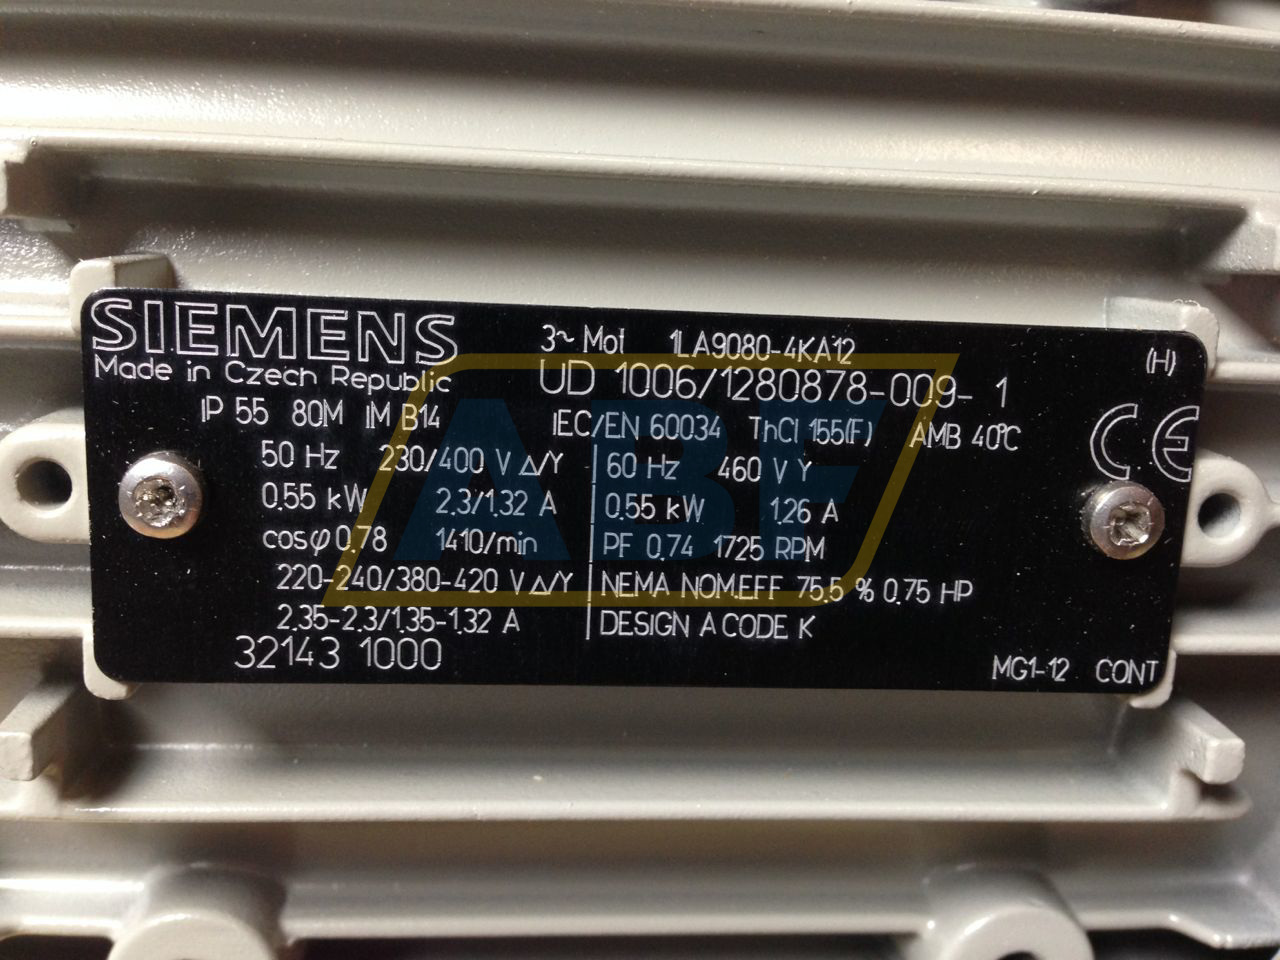 SIEMENS
Made in Czech Republic
3~ Mot 1LA9080-4KA12
(H)
UD 1006/1280878-009-1
IP 55 80M IM B14
IEC/EN 60034 ThCl 155(F) AMB 40°C
CE
50 Hz 230/400 V Δ/Y
60 Hz 460 V Y
0.55 kW 2.3/1.32 A
0.55 kW 1.26 A
cosφ 0.78 1410/min
PF 0.74 1725 RPM
220-240/380-420 V Δ/Y
NEMA NOM.EFF 75.5 % 0.75 HP
2.35-2.3/1.35-1.32 A
DESIGN A CODE K
32143 1000
MG1-12 CONT
ABF